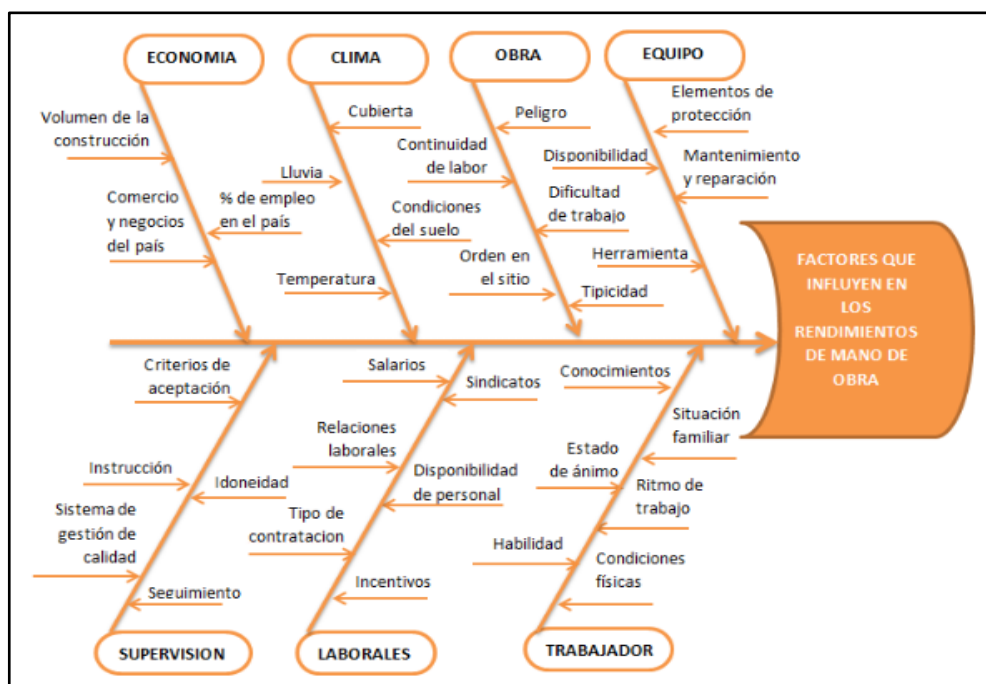 ECONOMIA
CLIMA
OBRA
EQUIPO
Volumen de la
construcción
Comercio
y negocios
del país
% de empleo
en el país
Cubierta
Lluvia
Condiciones
del suelo
Temperatura
Peligro
Continuidad
de labor
Dificultad
de trabajo
Orden en
el sitio
Tipicidad
Elementos de
protección
Disponibilidad
Mantenimiento
y reparación
Herramienta
FACTORES QUE
INFLUYEN EN
LOS
RENDIMIENTOS
DE MANO DE
OBRA
Criterios de
aceptación
Instrucción
Idoneidad
Sistema de
gestión de
calidad
Seguimiento
Salarios
Sindicatos
Relaciones
laborales
Disponibilidad
de personal
Tipo de
contratacion
Incentivos
Conocimientos
Situación
familiar
Estado
de ánimo
Ritmo de
trabajo
Habilidad
Condiciones
físicas
SUPERVISION
LABORALES
TRABAJADOR